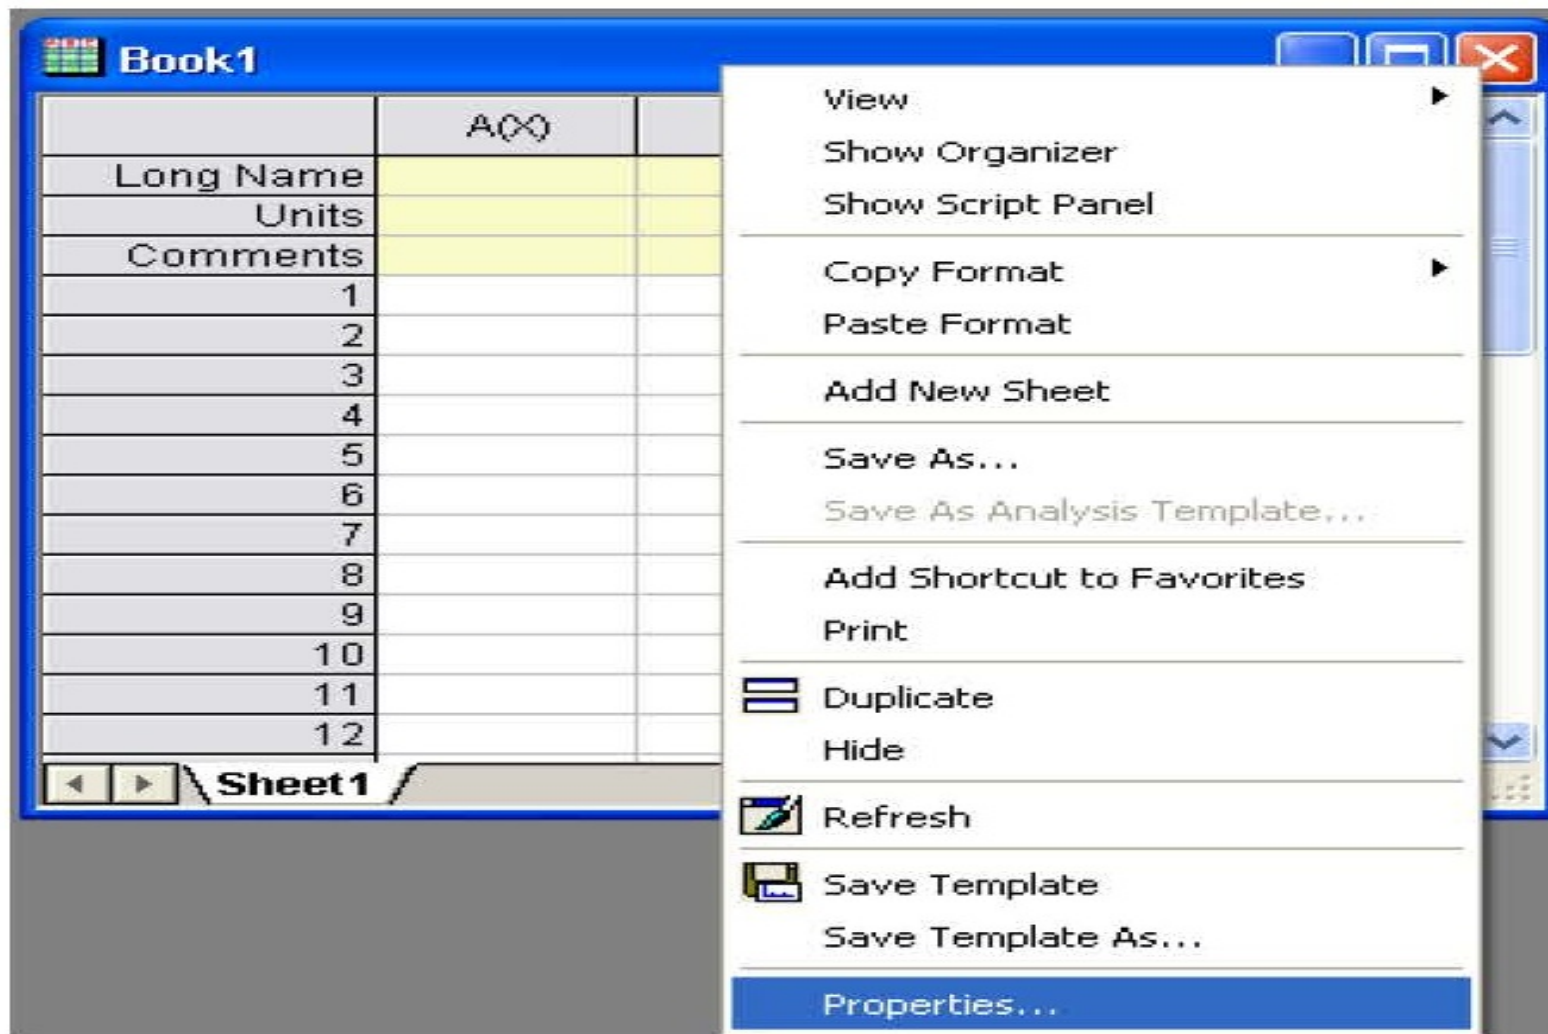 Book1
A(X)
Long Name
Units
Comments
1
2
3
4
5
6
7
8
9
10
11
12
Sheet1
View
Show Organizer
Show Script Panel
Copy Format
Paste Format
Add New Sheet
Save As...
Save As Analysis Template...
Add Shortcut to Favorites
Print
Duplicate
Hide
Refresh
Save Template
Save Template As...
Properties...